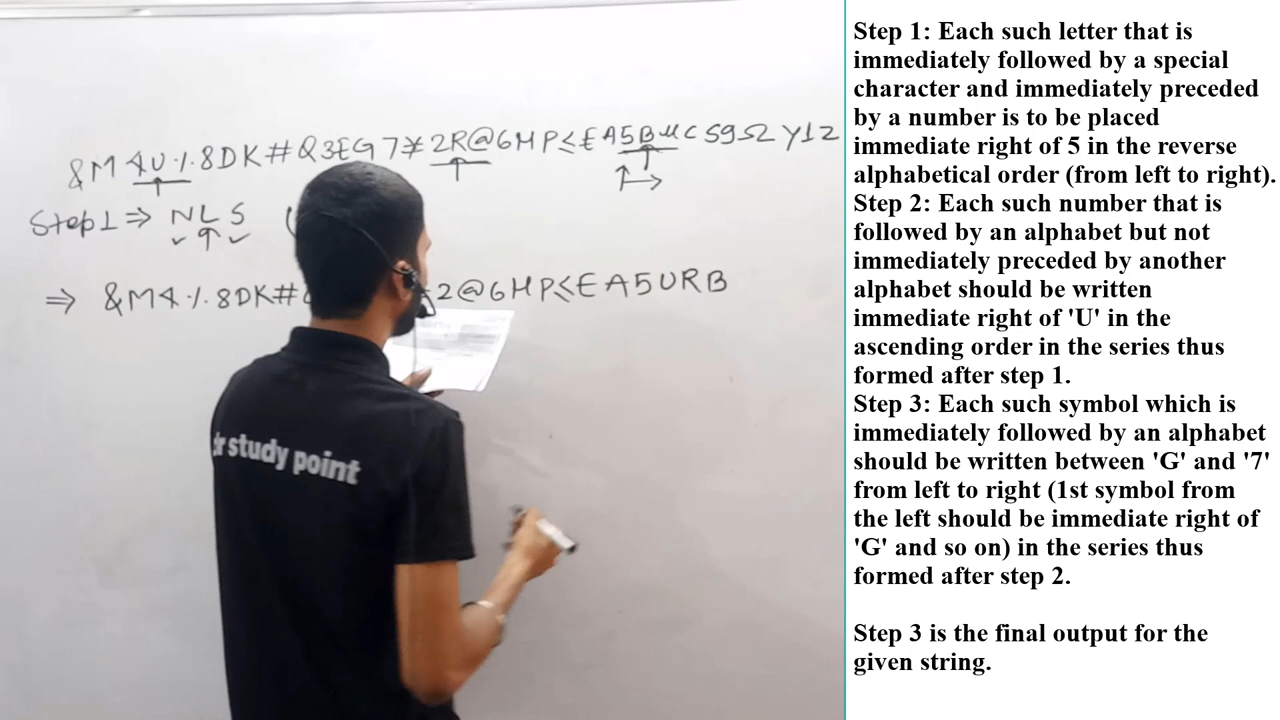 &M4U%8DK#Q3EG7¥2R@6HP≤EA5BμC59ΩY1Z
Step1 ⇒ NLS
⇒ &M4%8DK# 2@6HP≤EA5URB
r study point
Step 1: Each such letter that is
immediately followed by a special
character and immediately preceded
by a number is to be placed
immediate right of 5 in the reverse
alphabetical order (from left to right).
Step 2: Each such number that is
followed by an alphabet but not
immediately preceded by another
alphabet should be written
immediate right of 'U' in the
ascending order in the series thus
formed after step 1.
Step 3: Each such symbol which is
immediately followed by an alphabet
should be written between 'G' and '7'
from left to right (1st symbol from
the left should be immediate right of
'G' and so on) in the series thus
formed after step 2.
Step 3 is the final output for the
given string.